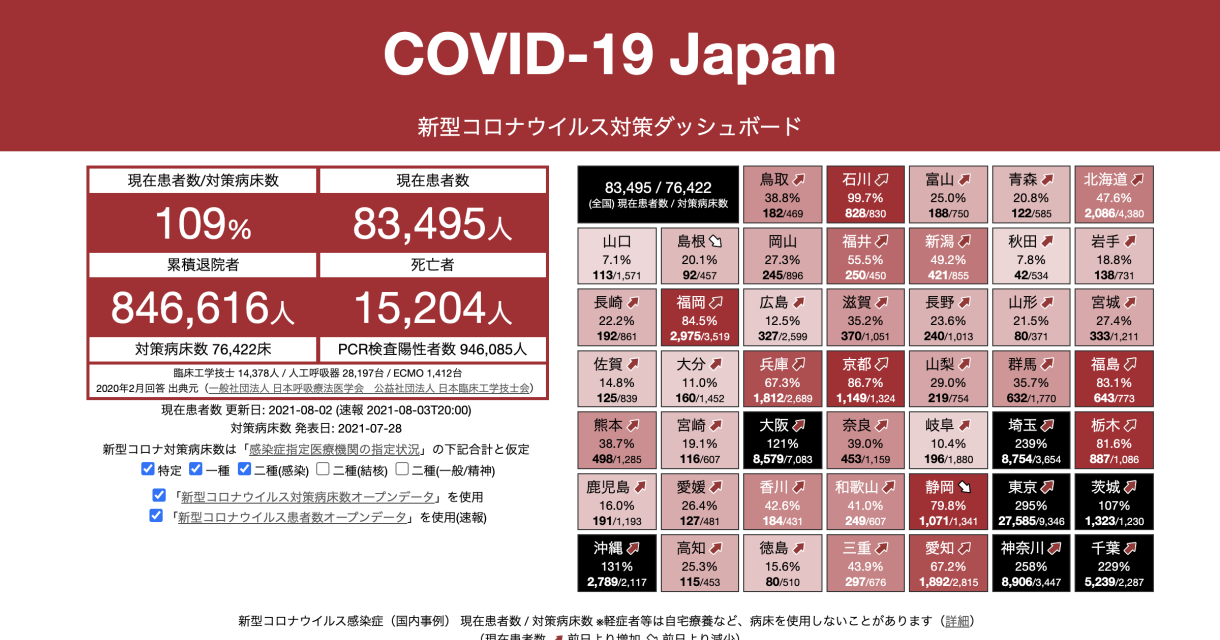 COVID-19 Japan
新型コロナウイルス対策ダッシュボード
現在患者数/対策病床数
現在患者数
109%
83,495人
累積退院者
死亡者
846,616人
15,204人
対策病床数 76,422床
PCR検査陽性者数 946,085人
臨床工学技士 14,378人 / 人工呼吸器 28,197台 / ECMO 1,412台
2020年2月回答 出典元（一般社団法人 日本呼吸療法医学会　公益社団法人 日本臨床工学技士会）
現在患者数 更新日: 2021-08-02 (速報 2021-08-03T20:00)
対策病床数 発表日: 2021-07-28
新型コロナ対策病床数は「感染症指定医療機関の指定状況」の下記合計と仮定
特定 一種 二種(感染) 二種(結核) 二種(一般/精神)
「新型コロナウイルス対策病床数オープンデータ」を使用
「新型コロナウイルス患者数オープンデータ」を使用(速報)
83,495 / 76,422
(全国) 現在患者数 / 対策病床数
鳥取
38.8%
182/469
石川
99.7%
828/830
富山
25.0%
188/750
青森
20.8%
122/585
北海道
47.6%
2,086/4,380
山口
7.1%
113/1,571
島根
20.1%
92/457
岡山
27.3%
245/896
福井
55.5%
250/450
新潟
49.2%
421/855
秋田
7.8%
42/534
岩手
18.8%
138/731
長崎
22.2%
192/861
福岡
84.5%
2,975/3,519
広島
12.5%
327/2,599
滋賀
35.2%
370/1,051
長野
23.6%
240/1,013
山形
21.5%
80/371
宮城
27.4%
333/1,211
佐賀
14.8%
125/839
大分
11.0%
160/1,452
兵庫
67.3%
1,812/2,689
京都
86.7%
1,149/1,324
山梨
29.0%
219/754
群馬
35.7%
632/1,770
福島
83.1%
643/773
熊本
38.7%
498/1,285
宮崎
19.1%
116/607
大阪
121%
8,579/7,083
奈良
39.0%
453/1,159
岐阜
10.4%
196/1,880
埼玉
239%
8,754/3,654
栃木
81.6%
887/1,086
鹿児島
16.0%
191/1,193
愛媛
26.4%
127/481
香川
42.6%
184/431
和歌山
41.0%
249/607
静岡
79.8%
1,071/1,341
東京
295%
27,585/9,346
茨城
107%
1,323/1,230
沖縄
131%
2,789/2,117
高知
25.3%
115/453
徳島
15.6%
80/510
三重
43.9%
297/676
愛知
67.2%
1,892/2,815
神奈川
258%
8,906/3,447
千葉
229%
5,239/2,287
新型コロナウイルス感染症（国内事例） 現在患者数 / 対策病床数 ※軽症者等は自宅療養など、病床を使用しないことがあります（詳細）
（現在患者数 前日より増加 前日より減少）